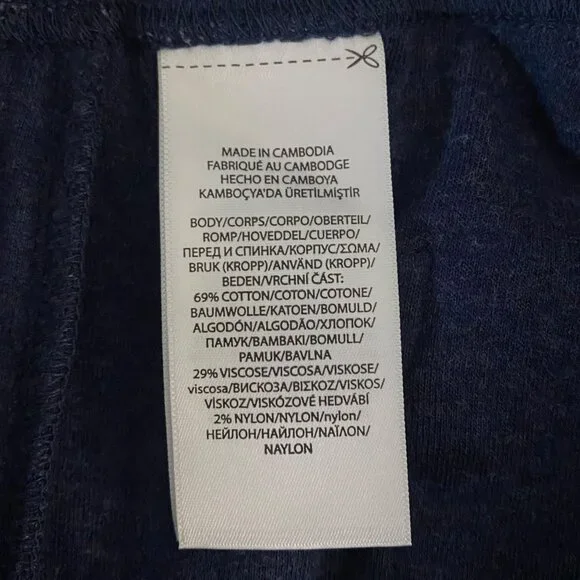 MADE IN CAMBODIA
FABRIQUÉ AU CAMBODGE
HECHO EN CAMBOYA
KAMBOÇYA'DA ÜRETİLMİŞTİR
BODY/CORPS/CORPO/OBERTEIL/
ROMP/HOVEDDEL/CUERPO/
ПЕРЕД И СПИНКА/КОРПУС/ΣΩΜΑ/
BRUK (KROPP)/ANVÄND (KROPP)/
BEDEN/VRCHNÍ ČÁST:
69% COTTON/COTON/COTONE/
BAUMWOLLE/KATOEN/BOMULD/
ALGODÓN/ALGODÃO/ХЛОПОК/
ПАМУК/ΒΑΜΒΑΚΙ/BOMULL/
PAMUK/BAVLNA
29% VISCOSE/VISCOSA/VISKOSE/
viscosa/ВИСКОЗА/ΒΙΣΚΟΖ/VISKOS/
VİSKOZ/VISKÓZOVÉ HEDVÁBÍ
2% NYLON/NYLON/nylon/
НЕЙЛОН/НАЙЛОН/ΝΑΪΛΟΝ/
NAYLON